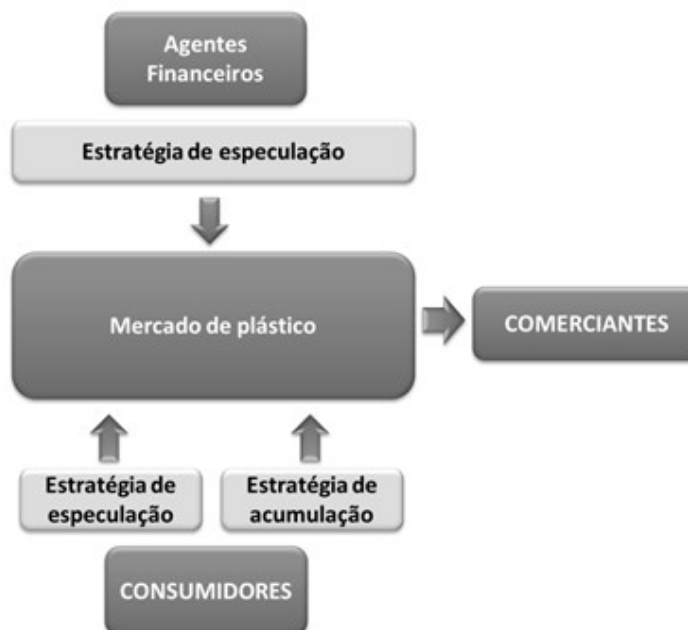 Agentes
Financeiros
Estratégia de especulação
Mercado de plástico
COMERCIANTES
Estratégia de
especulação
Estratégia de
acumulação
CONSUMIDORES